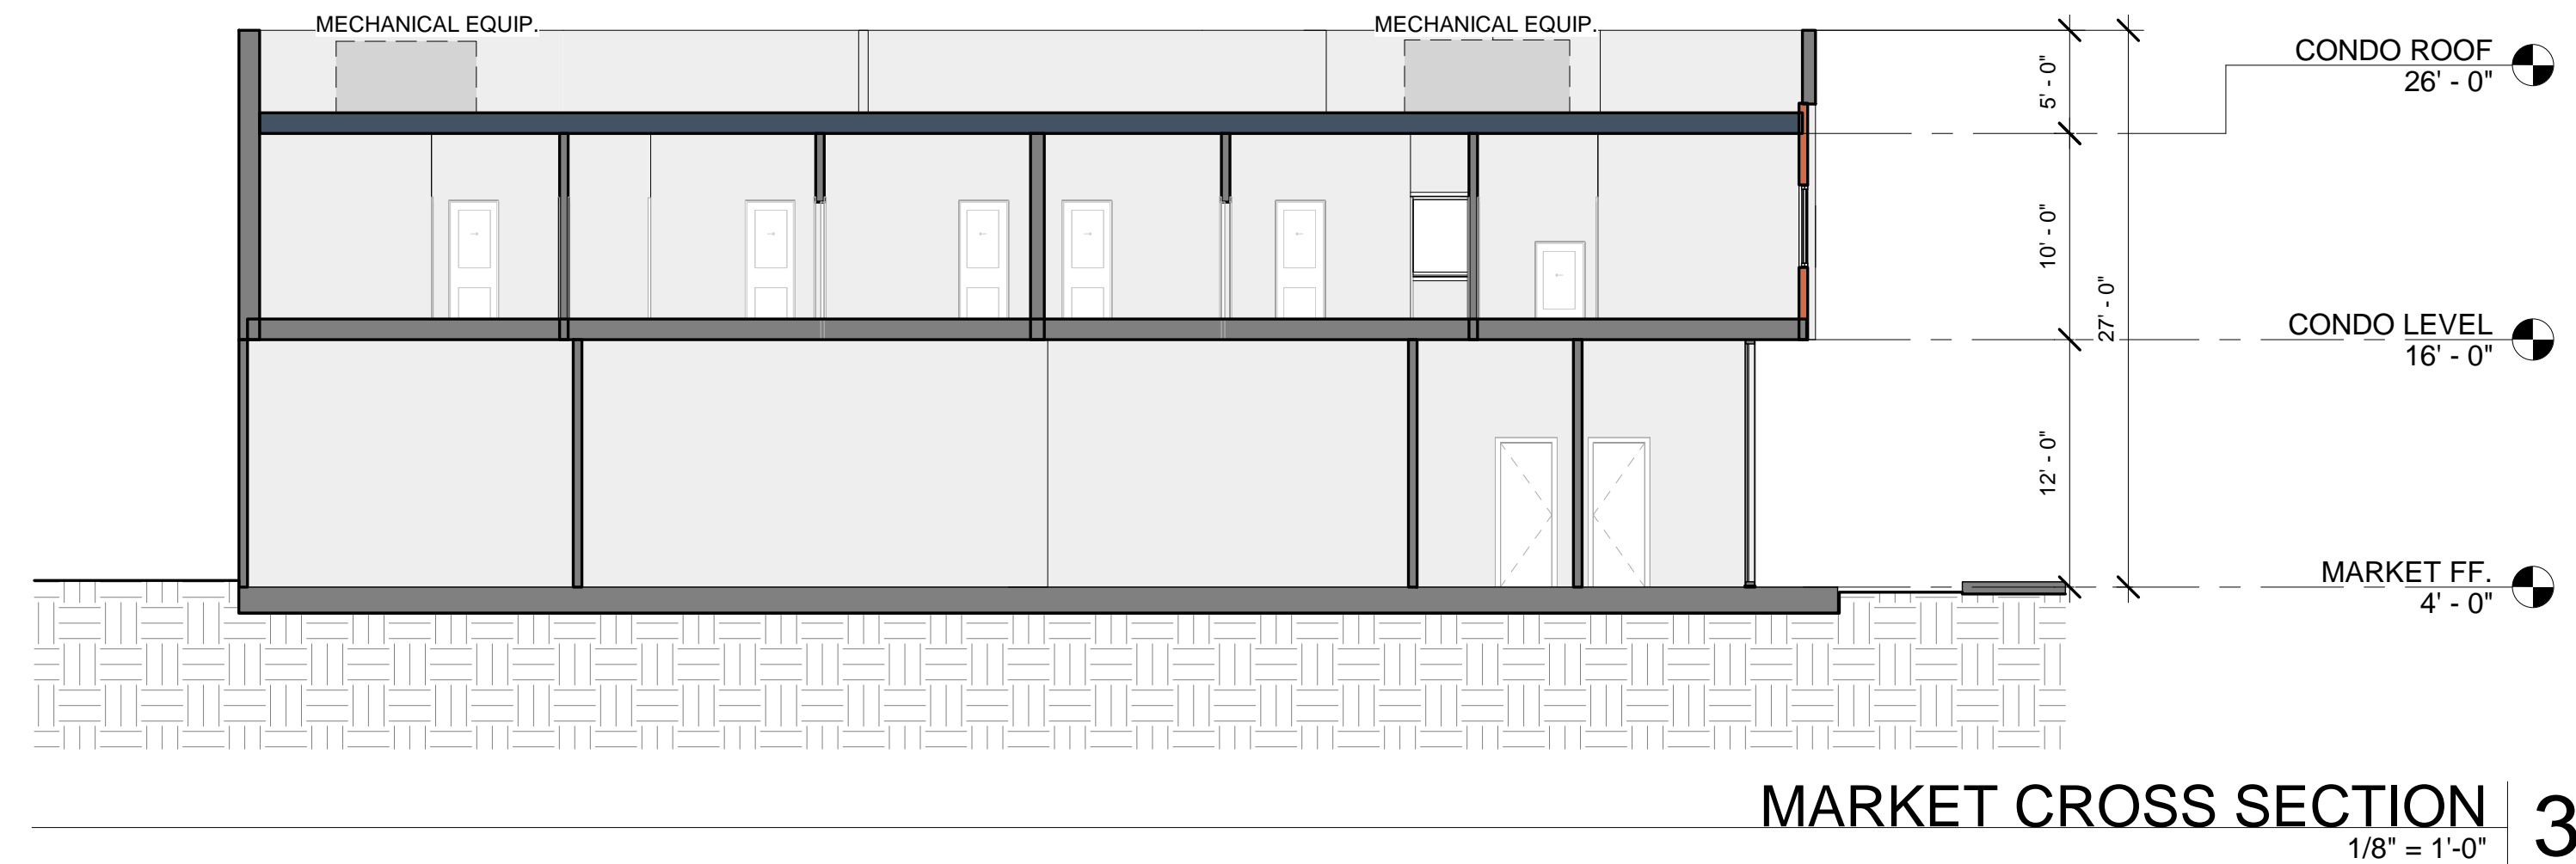 MECHANICAL EQUIP.
MECHANICAL EQUIP.
CONDO ROOF
26' - 0"
5' - 0"
10' - 0"
27' - 0"
CONDO LEVEL
16' - 0"
12' - 0"
MARKET FF.
4' - 0"
MARKET CROSS SECTION
1/8" = 1'-0"
3